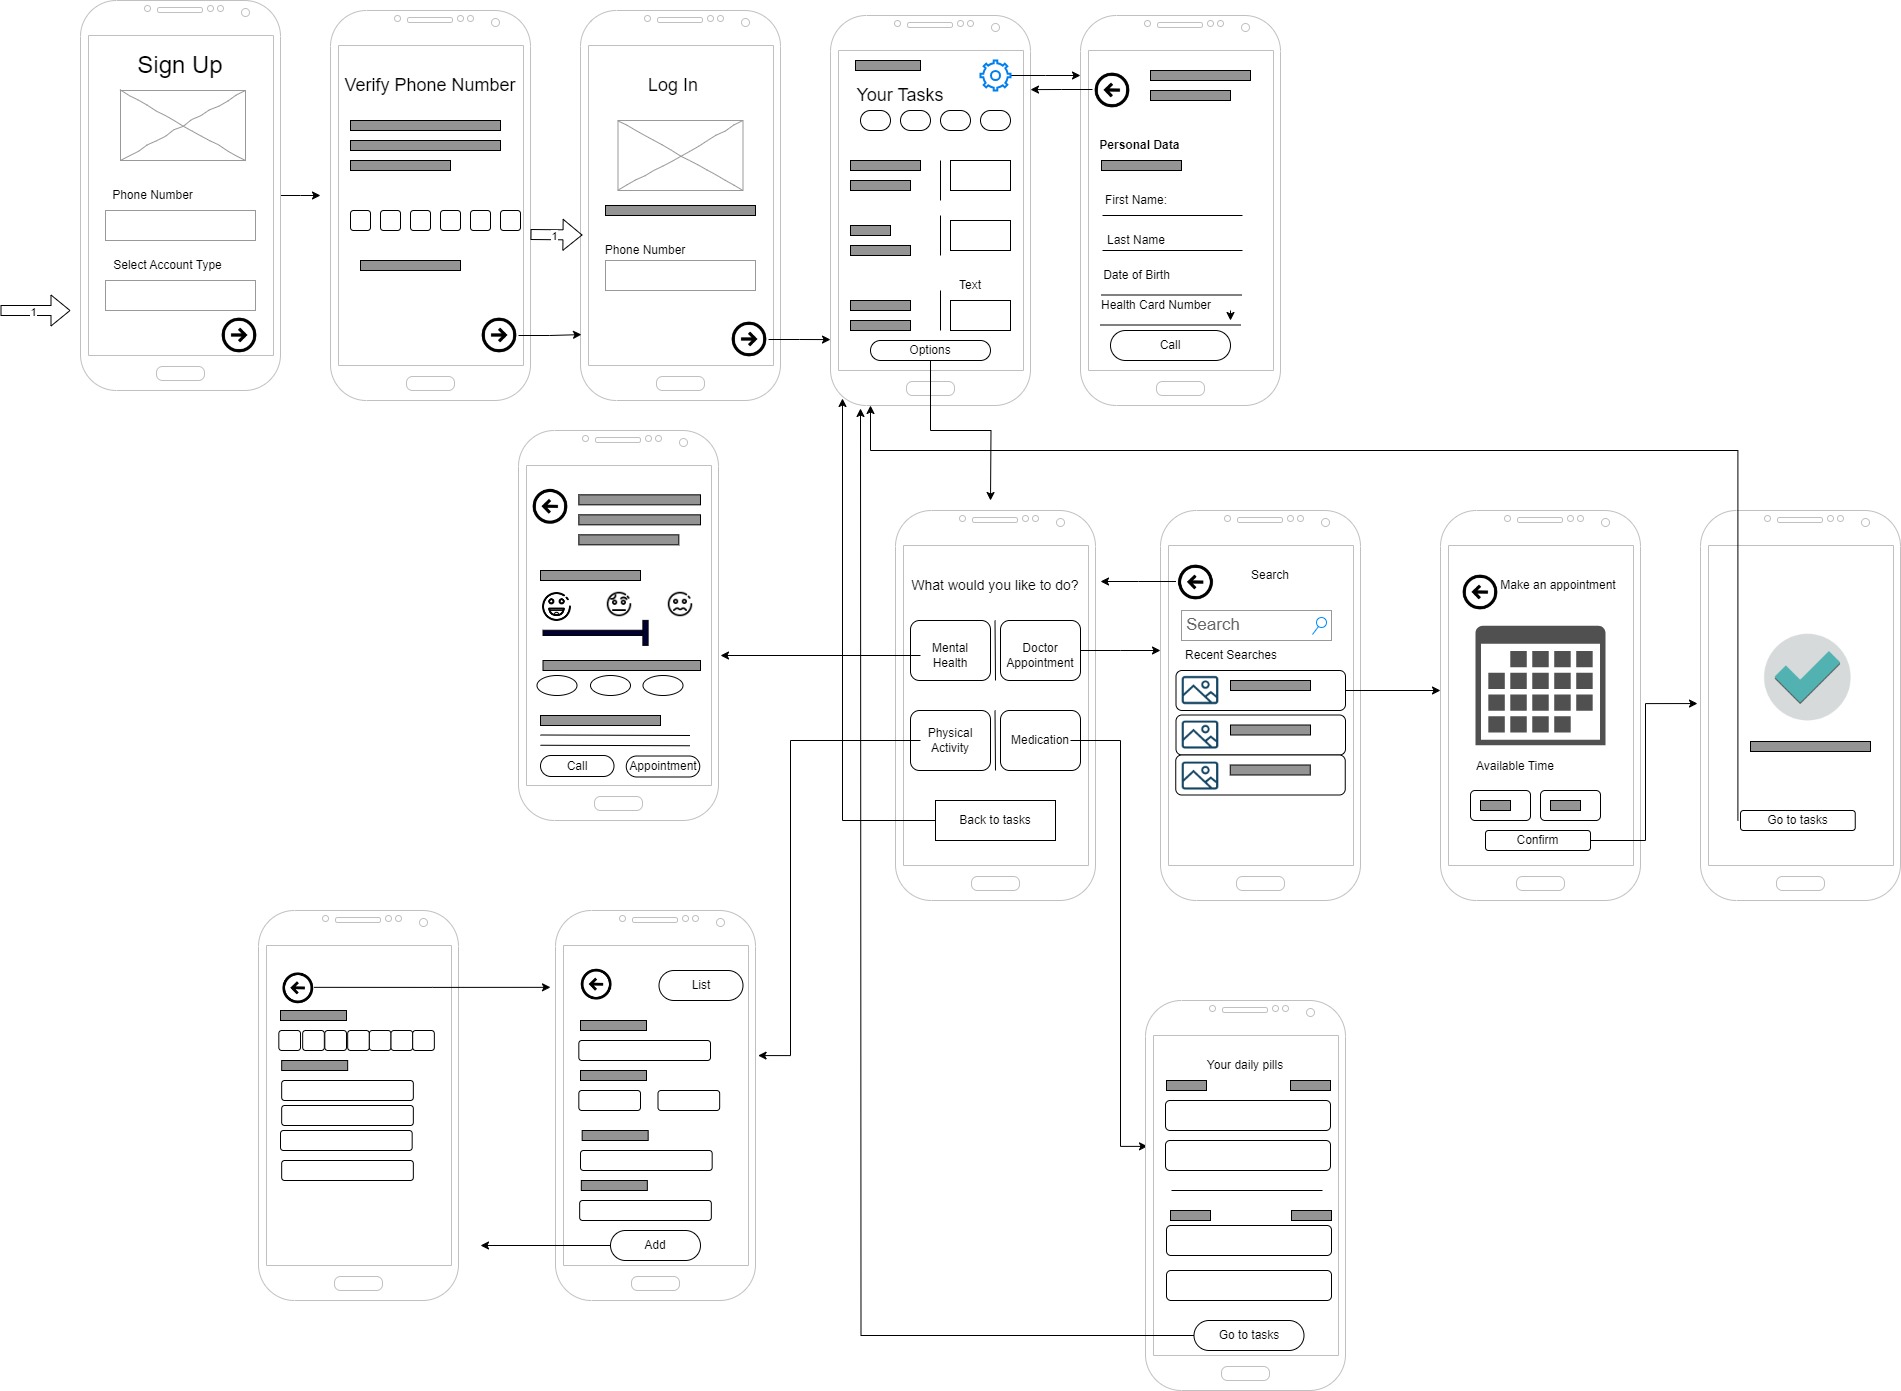 Sign Up
Phone Number
Select Account Type
1
Verify Phone Number
1
Log In
Phone Number
Your Tasks
Text
Options
Personal Data
First Name:
Last Name
Date of Birth
Health Card Number
Call
Call
Appointment
What would you like to do?
Mental
Health
Doctor
Appointment
Physical
Activity
Medication
Back to tasks
Search
Search
Recent Searches
Make an appointment
Available Time
Confirm
Go to tasks
List
Add
Your daily pills
Go to tasks